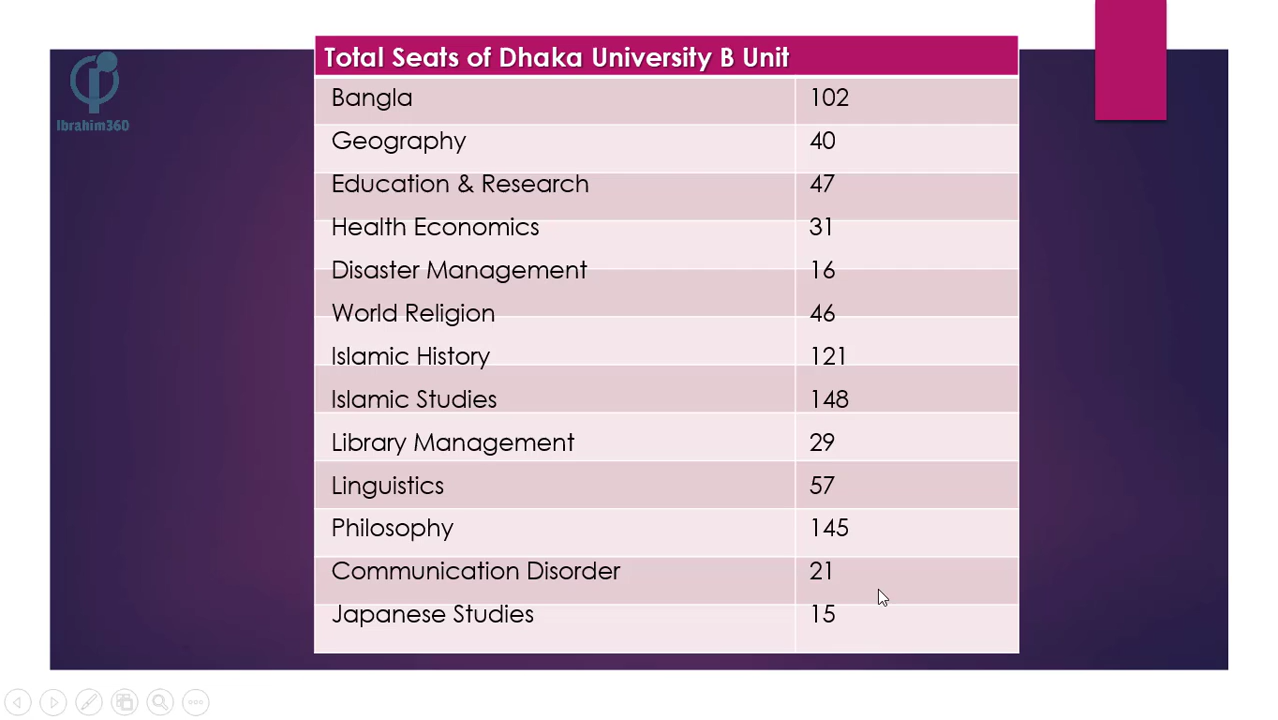 Total Seats of Dhaka University B Unit
Ibrahim360
Bangla 102
Geography 40
Education & Research 47
Health Economics 31
Disaster Management 16
World Religion 46
Islamic History 121
Islamic Studies 148
Library Management 29
Linguistics 57
Philosophy 145
Communication Disorder 21
Japanese Studies 15